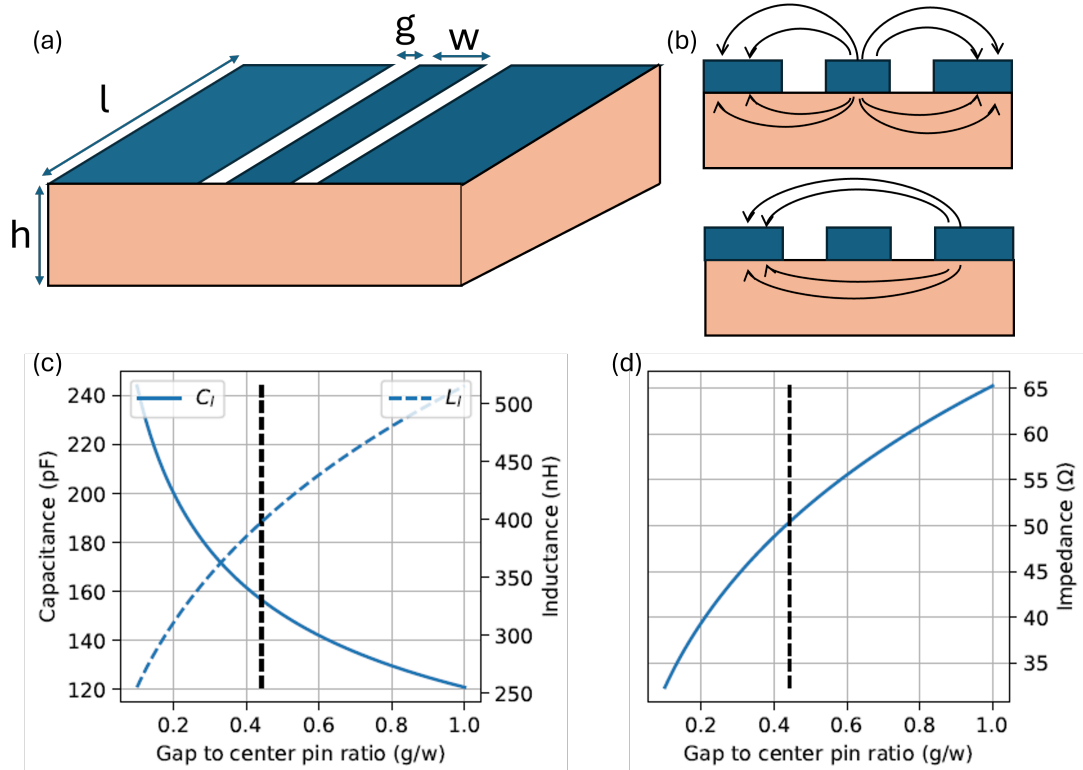 (a)
g
w
l
h
(b)
(c)
C_l
L_l
240
220
200
180
160
140
120
Capacitance (pF)
500
450
400
350
300
250
Inductance (nH)
0.2 0.4 0.6 0.8 1.0
Gap to center pin ratio (g/w)
(d)
65
60
55
50
45
40
35
Impedance (Ω)
0.2 0.4 0.6 0.8 1.0
Gap to center pin ratio (g/w)